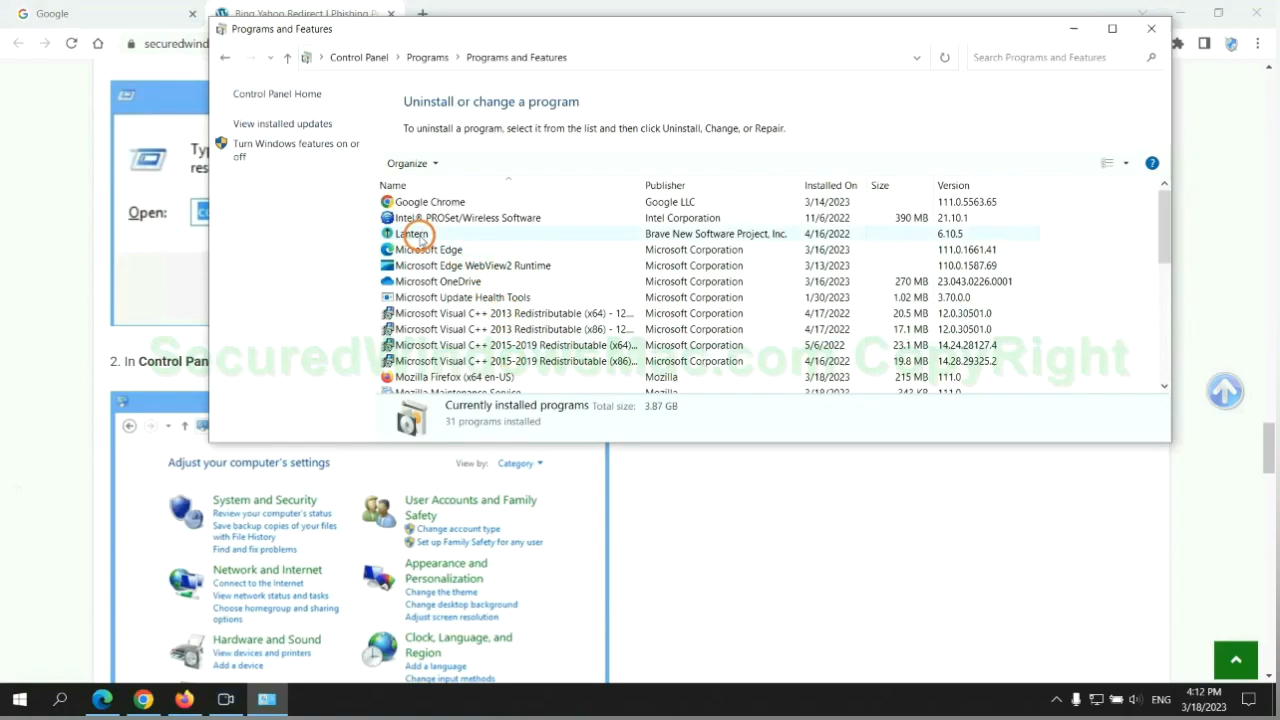 Google
Bing Yahoo Redirect | Phishing P
securedwind
Programs and Features
Control Panel
Programs
Programs and Features
Search Programs and Features
Control Panel Home
View installed updates
Turn Windows features on or
off
Uninstall or change a program
To uninstall a program, select it from the list and then click Uninstall, Change, or Repair.
Organize
Name Publisher Installed On Size Version
Google Chrome Google LLC 3/14/2023 111.0.5563.65
Intel® PROSet/Wireless Software Intel Corporation 11/6/2022 390 MB 21.10.1
Lantern Brave New Software Project, Inc. 4/16/2022 6.10.5
Microsoft Edge Microsoft Corporation 3/16/2023 111.0.1661.41
Microsoft Edge WebView2 Runtime Microsoft Corporation 3/13/2023 110.0.1587.69
Microsoft OneDrive Microsoft Corporation 3/16/2023 270 MB 23.043.0226.0001
Microsoft Update Health Tools Microsoft Corporation 1/30/2023 1.02 MB 3.70.0.0
Microsoft Visual C++ 2013 Redistributable (x64) - 12.... Microsoft Corporation 4/17/2022 20.5 MB 12.0.30501.0
Microsoft Visual C++ 2013 Redistributable (x86) - 12.... Microsoft Corporation 4/17/2022 17.1 MB 12.0.30501.0
Microsoft Visual C++ 2015-2019 Redistributable (x64)... Microsoft Corporation 5/6/2022 23.1 MB 14.24.28127.4
Microsoft Visual C++ 2015-2019 Redistributable (x86)... Microsoft Corporation 4/16/2022 19.8 MB 14.28.29325.2
Mozilla Firefox (x64 en-US) Mozilla 3/18/2023 215 MB 111.0
Mozilla Maintenance Service Mozilla 3/18/2023 343 KB 111.0
Currently installed programs Total size: 3.87 GB
31 programs installed
Ty
res
Open:
2. In Control Pan
Adjust your computer's settings
View by: Category
System and Security
Review your computer's status
Save backup copies of your files
with File History
Find and fix problems
Network and Internet
Connect to the Internet
View network status and tasks
Choose homegroup and sharing
options
Hardware and Sound
View devices and printers
Add a device
User Accounts and Family
Safety
Change account type
Set up Family Safety for any user
Appearance and
Personalization
Change the theme
Change desktop background
Adjust screen resolution
Clock, Language, and
Region
Add a language
Change input methods
ENG
4:12 PM
3/18/2023